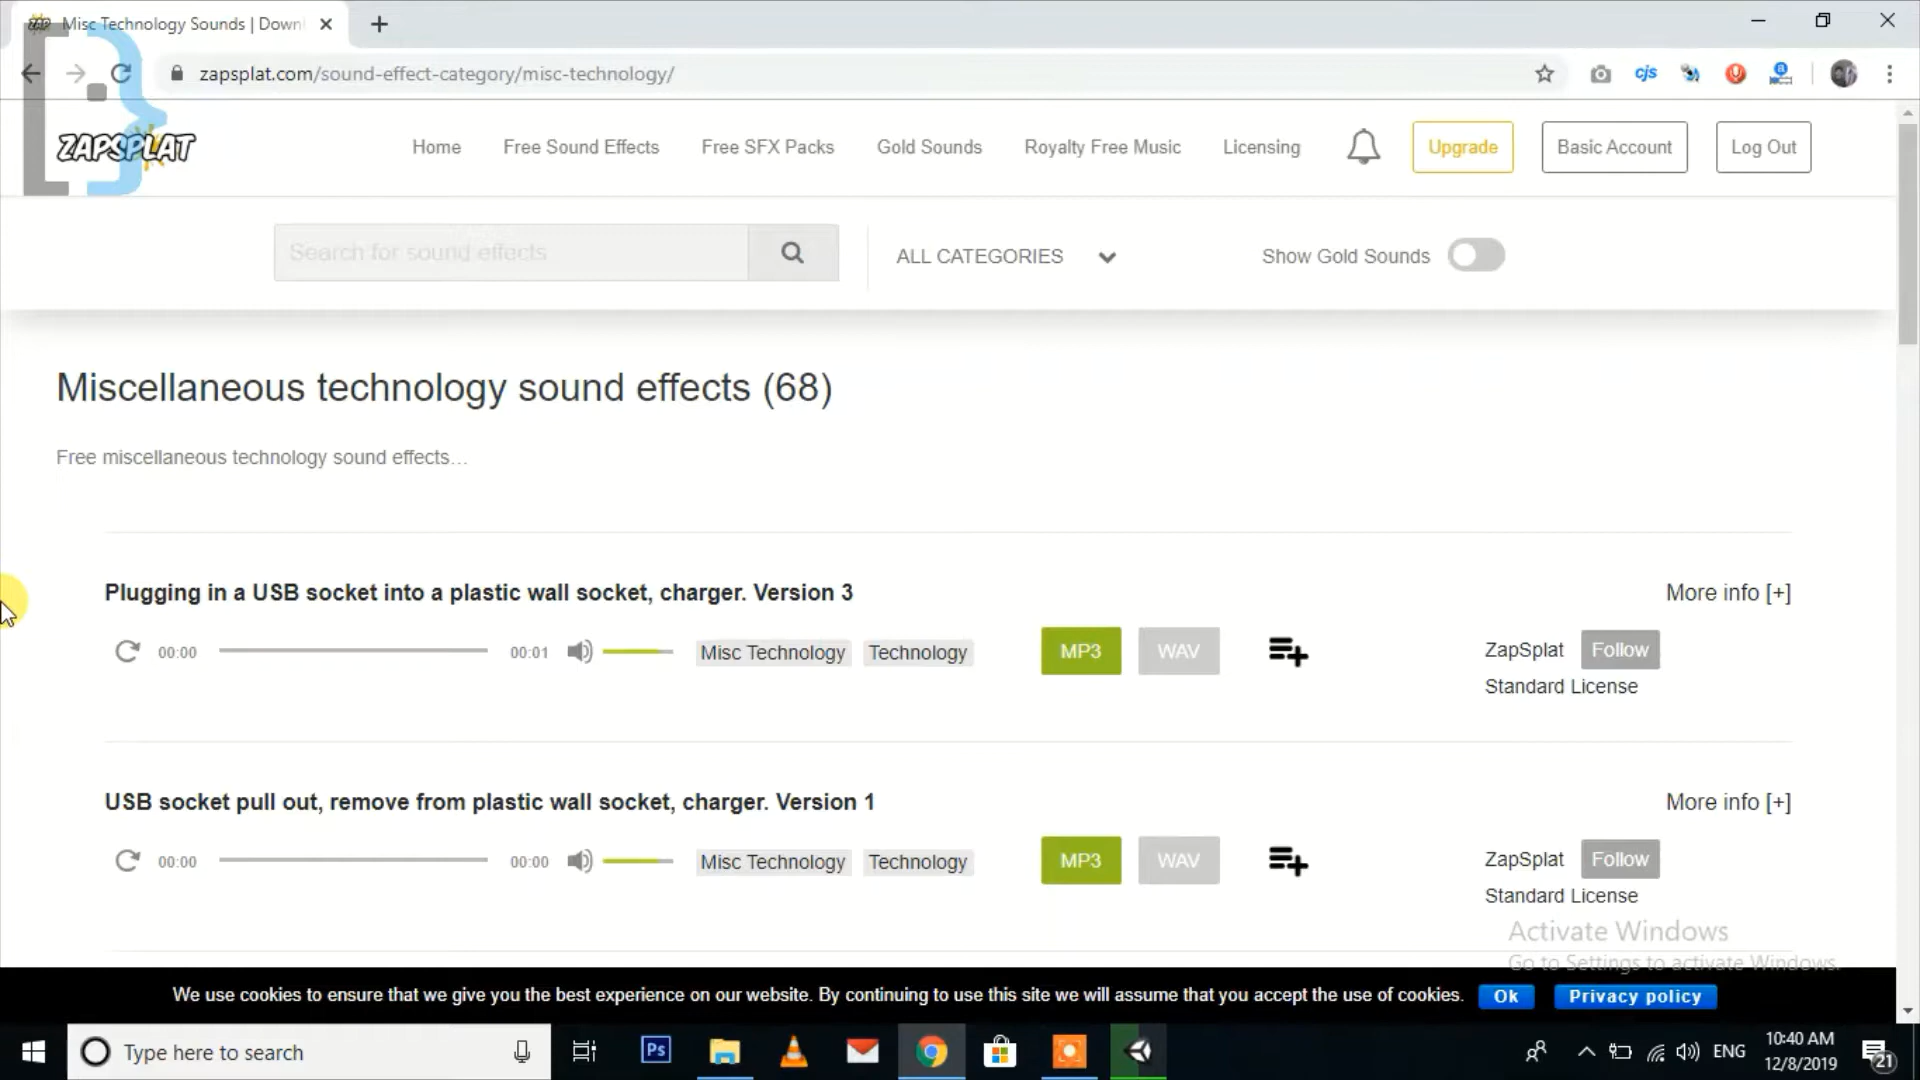 Misc Technology Sounds | Down
zapsplat.com/sound-effect-category/misc-technology/
cjs
ZAPSPLAT
Home
Free Sound Effects
Free SFX Packs
Gold Sounds
Royalty Free Music
Licensing
Upgrade
Basic Account
Log Out
Search for sound effects
ALL CATEGORIES
Show Gold Sounds
Miscellaneous technology sound effects (68)
Free miscellaneous technology sound effects…
Plugging in a USB socket into a plastic wall socket, charger. Version 3
More info [+]
00:00
00:01
Misc Technology
Technology
MP3
WAV
ZapSplat
Follow
Standard License
USB socket pull out, remove from plastic wall socket, charger. Version 1
More info [+]
00:00
00:00
Misc Technology
Technology
MP3
WAV
ZapSplat
Follow
Standard License
Activate Windows
Go to Settings to activate Windows.
We use cookies to ensure that we give you the best experience on our website. By continuing to use this site we will assume that you accept the use of cookies.
Ok
Privacy policy
Type here to search
Ps
ENG
10:40 AM
12/8/2019
21